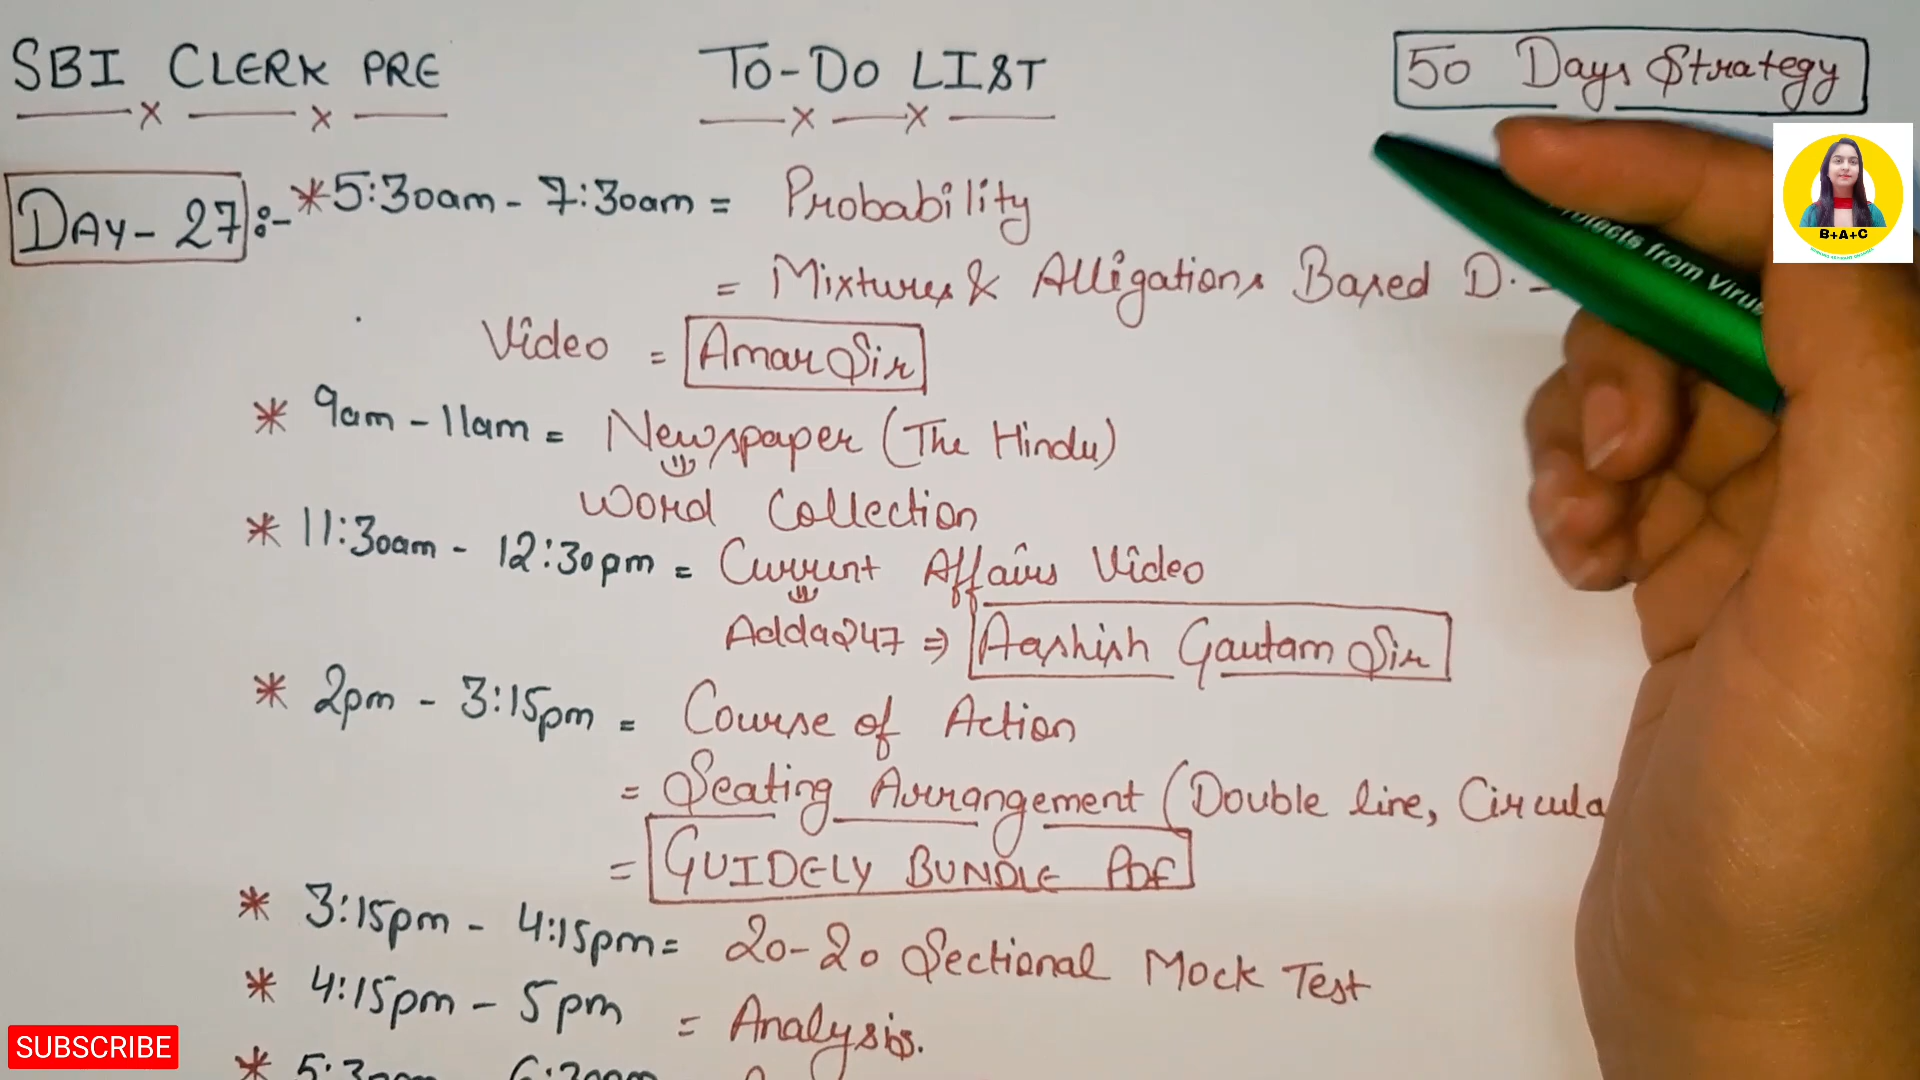 SBI CLERK PRE
TO-DO LIST
50 Days Strategy
DAY-27:-
*5:30am - 7:30am = Probability
= Mixtures & Alligations Based D.
Video = Amar Sir
* 9am - 11am = Newspaper (The Hindu)
Word Collection
* 11:30am - 12:30pm = Current Affairs Video
Adda247 ⇒ Aashish Gautam Sir
* 2pm - 3:15pm = Course of Action
= Seating Arrangement (Double line, Circula
= GUIDELY BUNDLE PDF
* 3:15pm - 4:15pm = 20-20 Sectional Mock Test
* 4:15pm - 5pm = Analysis.
*
B+A+C
Protects from Virus
SUBSCRIBE